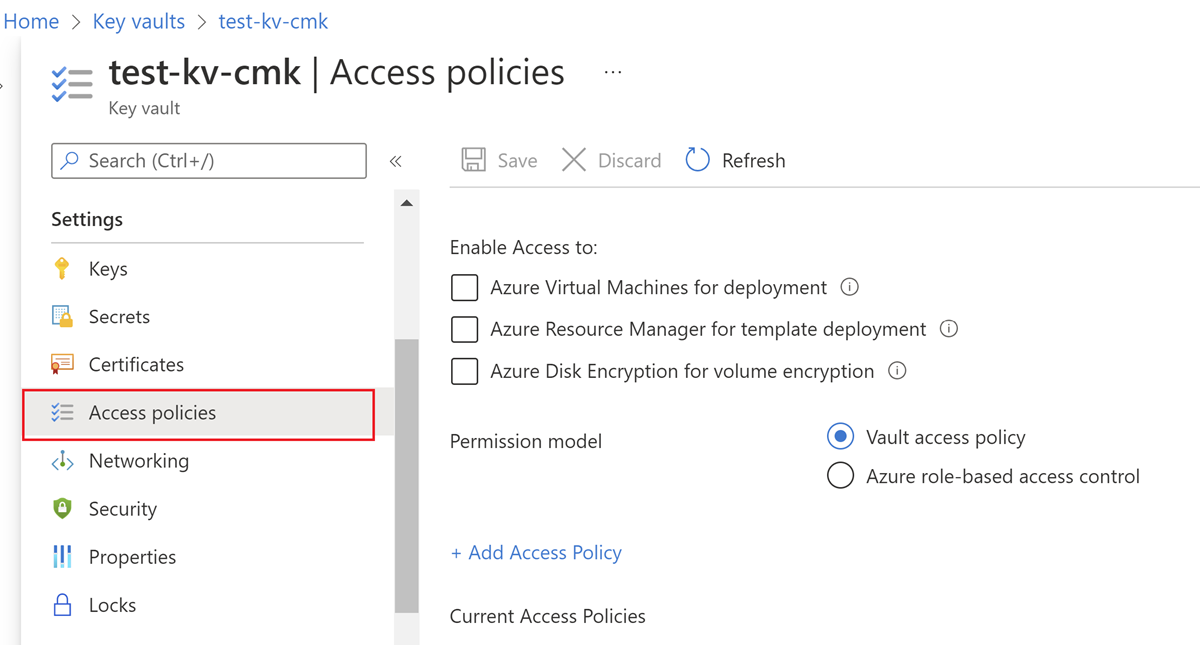 Home > Key vaults > test-kv-cmk
test-kv-cmk | Access policies ...
Key vault
Search (Ctrl+/) «
Save Discard Refresh
Settings
Keys
Secrets
Certificates
Access policies
Networking
Security
Properties
Locks
Enable Access to:
Azure Virtual Machines for deployment
Azure Resource Manager for template deployment
Azure Disk Encryption for volume encryption
Permission model
Vault access policy
Azure role-based access control
+ Add Access Policy
Current Access Policies